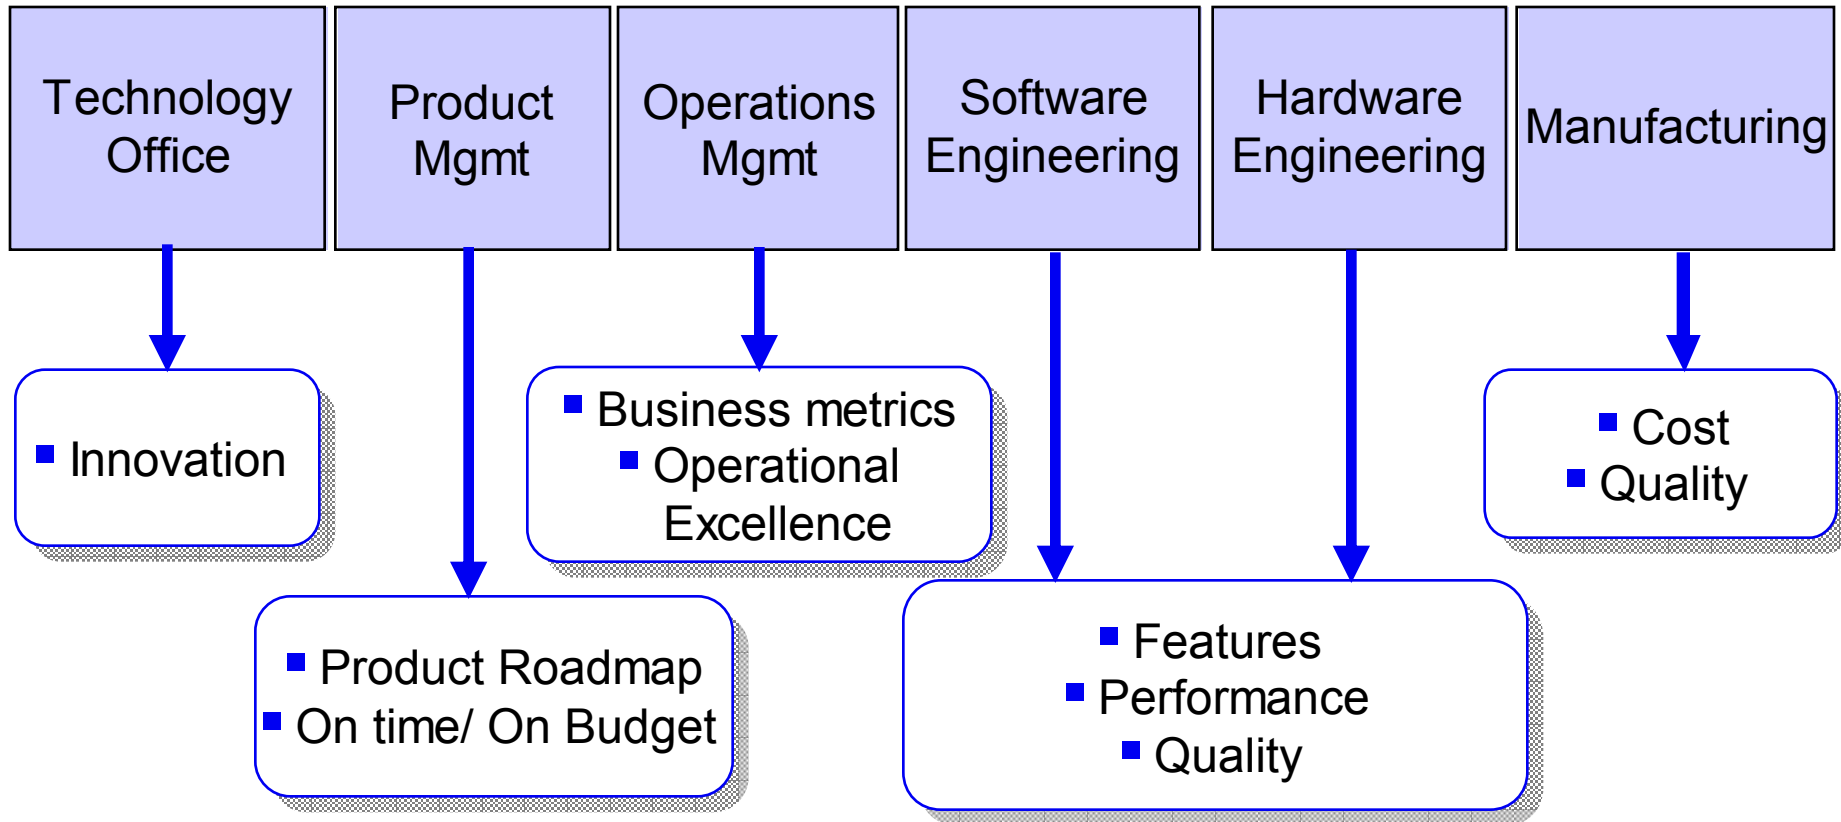 Technology
Office
Product
Mgmt
Operations
Mgmt
Software
Engineering
Hardware
Engineering
Manufacturing
Innovation
Business metrics
Operational
Excellence
Cost
Quality
Product Roadmap
On time/ On Budget
Features
Performance
Quality